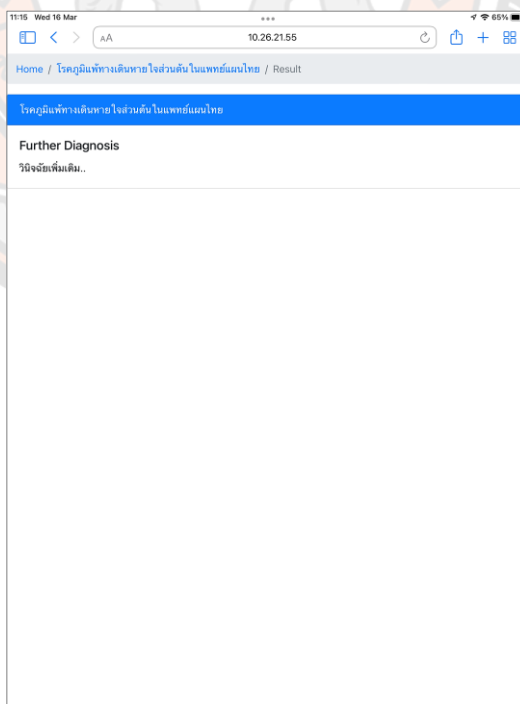 11:15 Wed 16 Mar
65%
AA
10.26.21.55
Home / โรคภูมิแพ้ทางเดินหายใจส่วนต้นในแพทย์แผนไทย / Result
โรคภูมิแพ้ทางเดินหายใจส่วนต้นในแพทย์แผนไทย
Further Diagnosis
วินิจฉัยเพิ่มเติม..